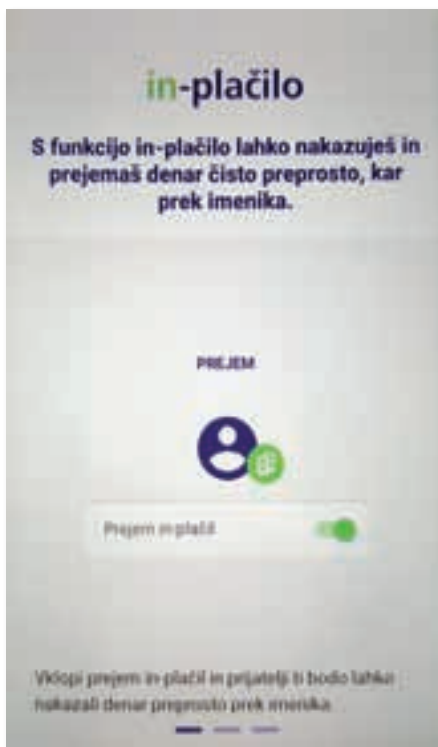 in-plačilo
S funkcijo in-plačilo lahko nakazuješ in
prejemaš denar čisto preprosto, kar
prek imenika.
PREJEM
Prejem in-plačil
Vklopi prejem in-plačil in prijatelji ti bodo lahko
nakazali denar preprosto prek imenika.